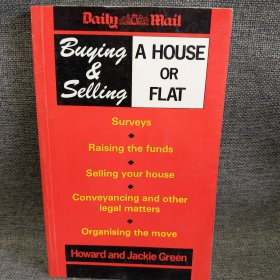 Daily Mail
Buying
&
Selling
A HOUSE
OR
FLAT
Surveys
Raising the funds
Selling your house
Conveyancing and other
legal matters
Organising the move
Howard and Jackie Green